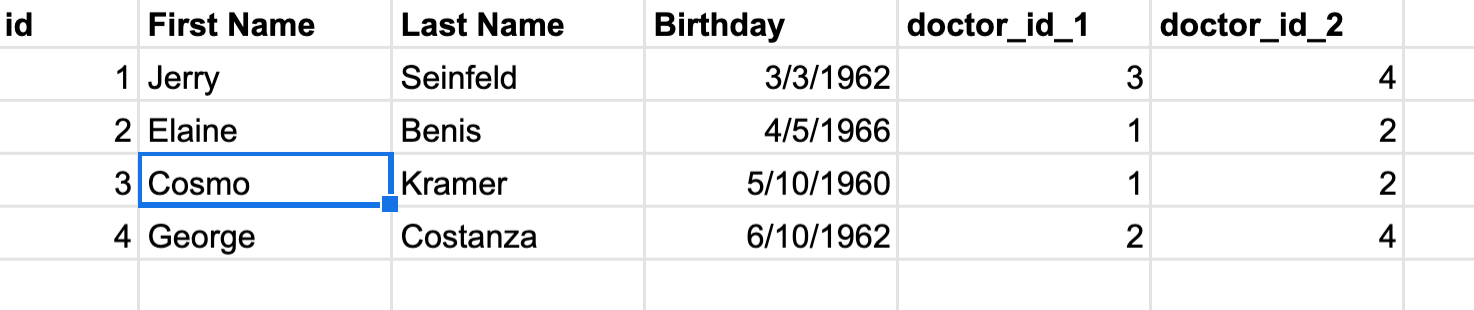 id First Name Last Name Birthday doctor_id_1 doctor_id_2
1 Jerry Seinfeld 3/3/1962 3 4
2 Elaine Benis 4/5/1966 1 2
3 Cosmo Kramer 5/10/1960 1 2
4 George Costanza 6/10/1962 2 4